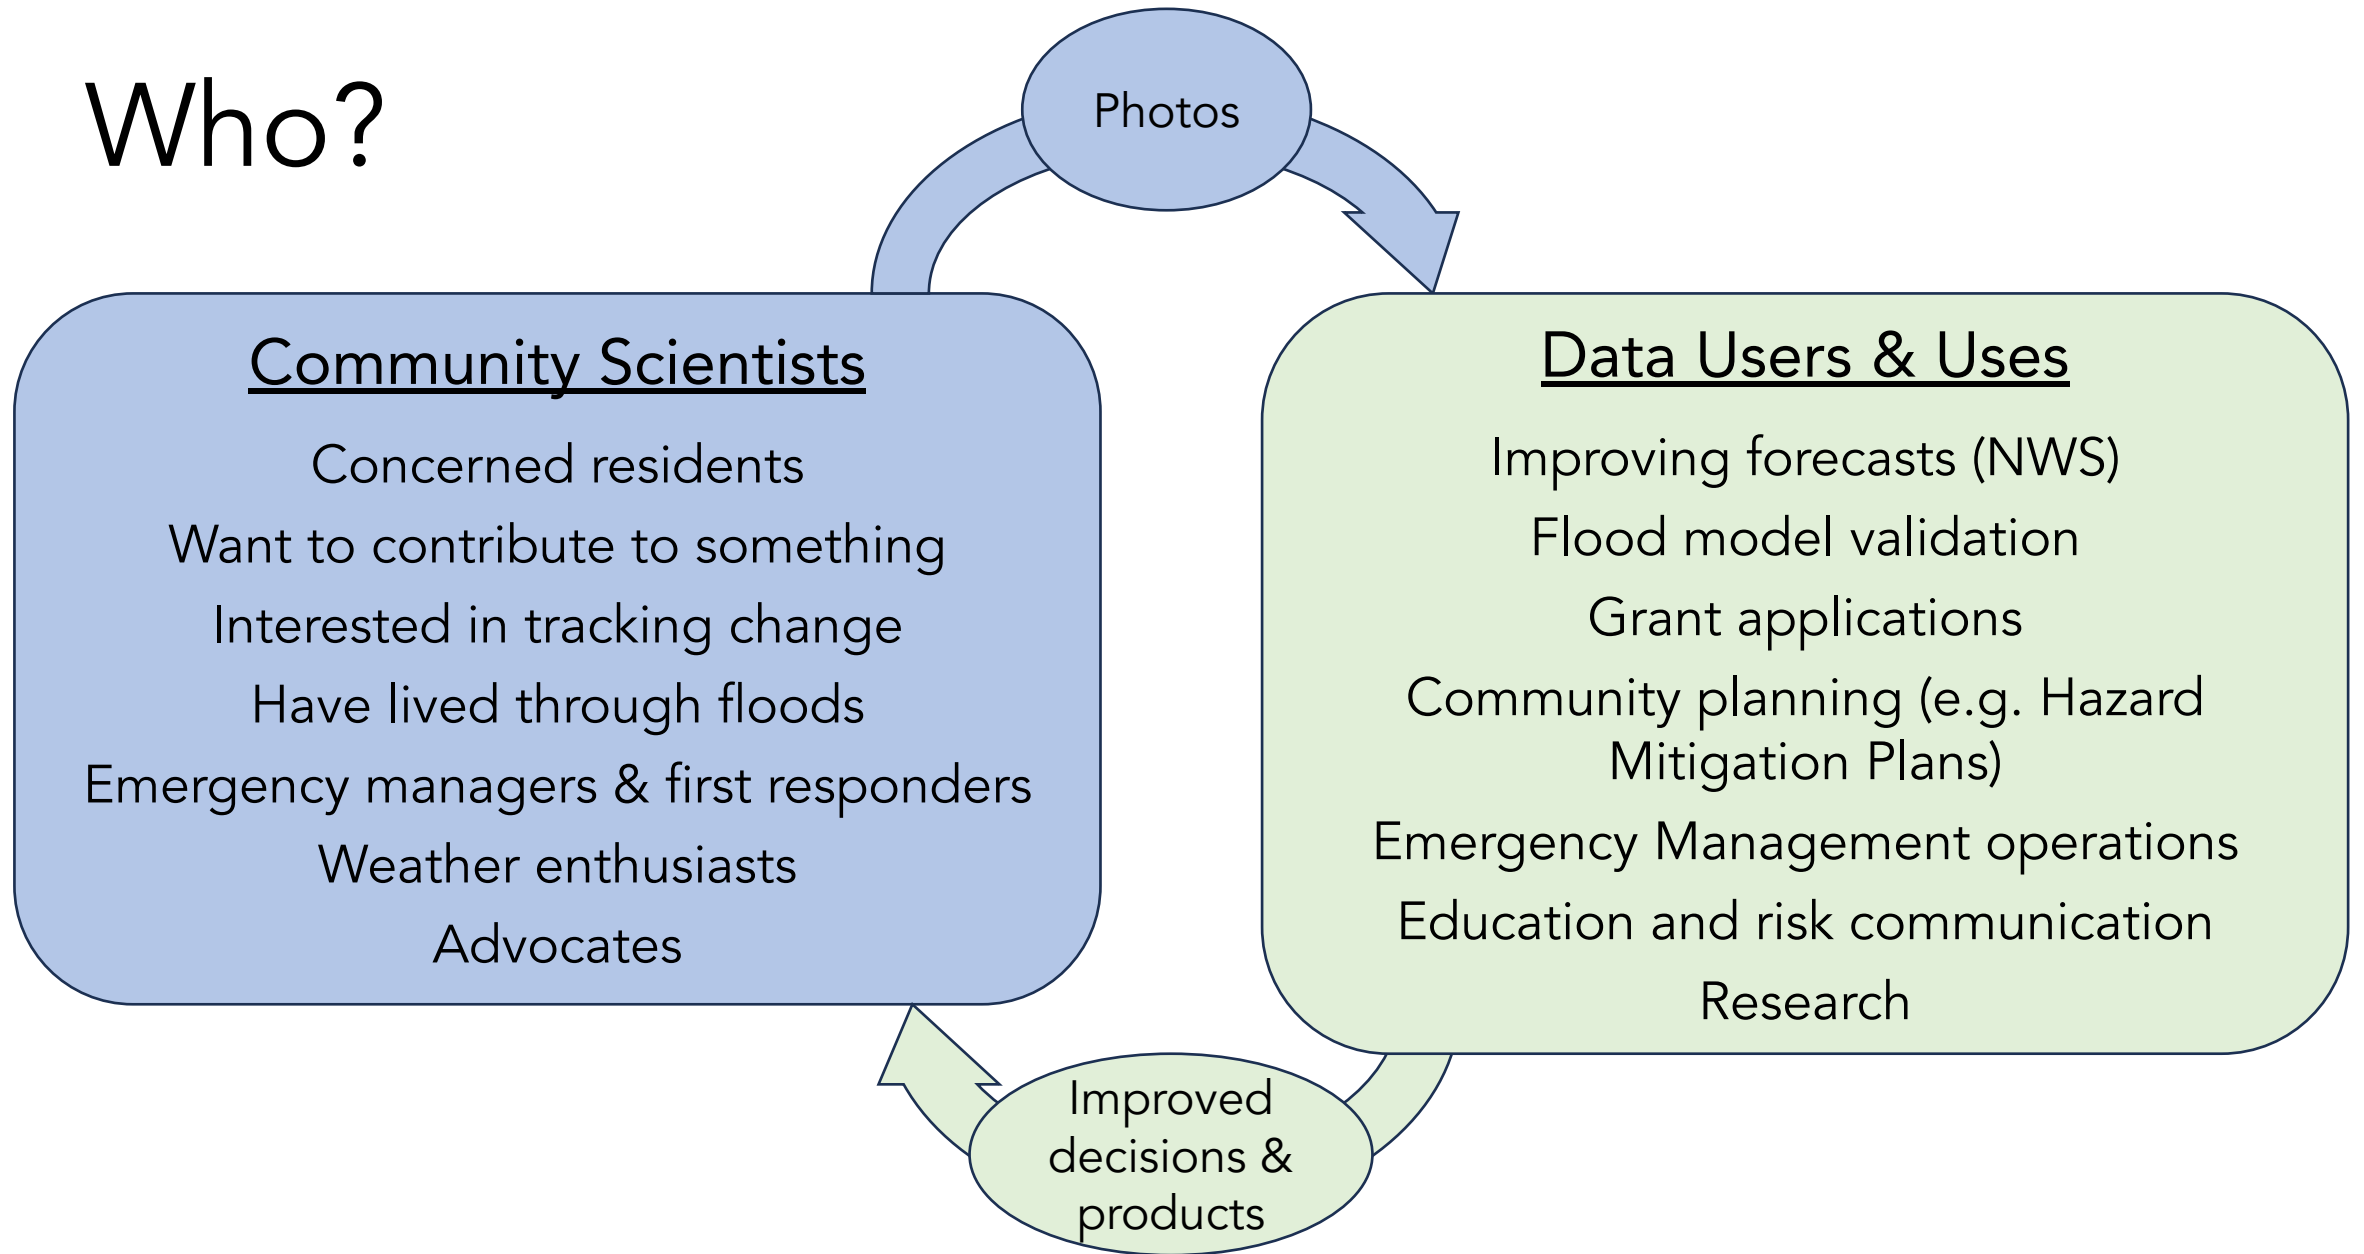 Who?
Photos
Community Scientists
Concerned residents
Want to contribute to something
Interested in tracking change
Have lived through floods
Emergency managers & first responders
Weather enthusiasts
Advocates
Data Users & Uses
Improving forecasts (NWS)
Flood model validation
Grant applications
Community planning (e.g. Hazard
Mitigation Plans)
Emergency Management operations
Education and risk communication
Research
Improved
decisions &
products